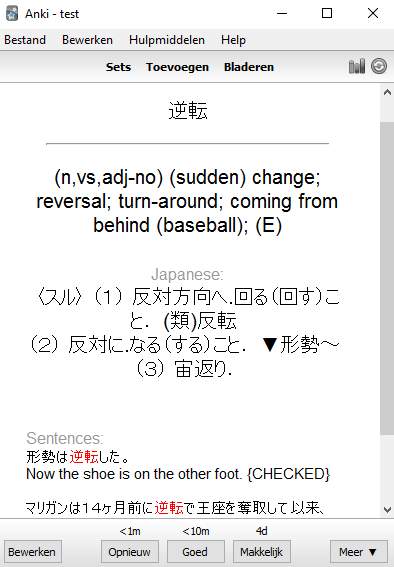 Anki - test
Bestand Bewerken Hulpmiddelen Help
Sets Toevoegen Bladeren
逆転
(n,vs,adj-no) (sudden) change;
reversal; turn-around; coming from
behind (baseball); (E)
Japanese:
〈スル〉 (1) 反対方向へ.回る(回す)こ
と. (類)反転
(2) 反対に.なる(する)こと. ▼形勢〜
(3) 宙返り.
Sentences:
形勢は逆転した。
Now the shoe is on the other foot. {CHECKED}
マリガンは14ヶ月前に逆転で王座を奪取して以来、
<1m <10m 4d
Bewerken Opnieuw Goed Makkelijk Meer ▼